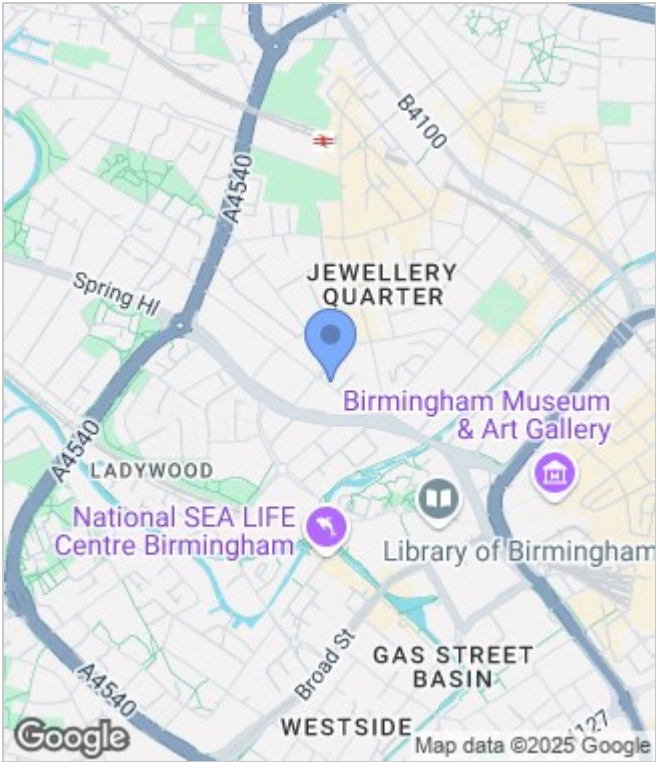 B4100
A4540
JEWELLERY
QUARTER
Spring Hl
Birmingham Museum
& Art Gallery
A4540
LADYWOOD
National SEA LIFE
Centre Birmingham
Library of Birmingham
Broad St
GAS STREET
BASIN
A4540
WESTSIDE
127
Google
Map data ©2025 Google